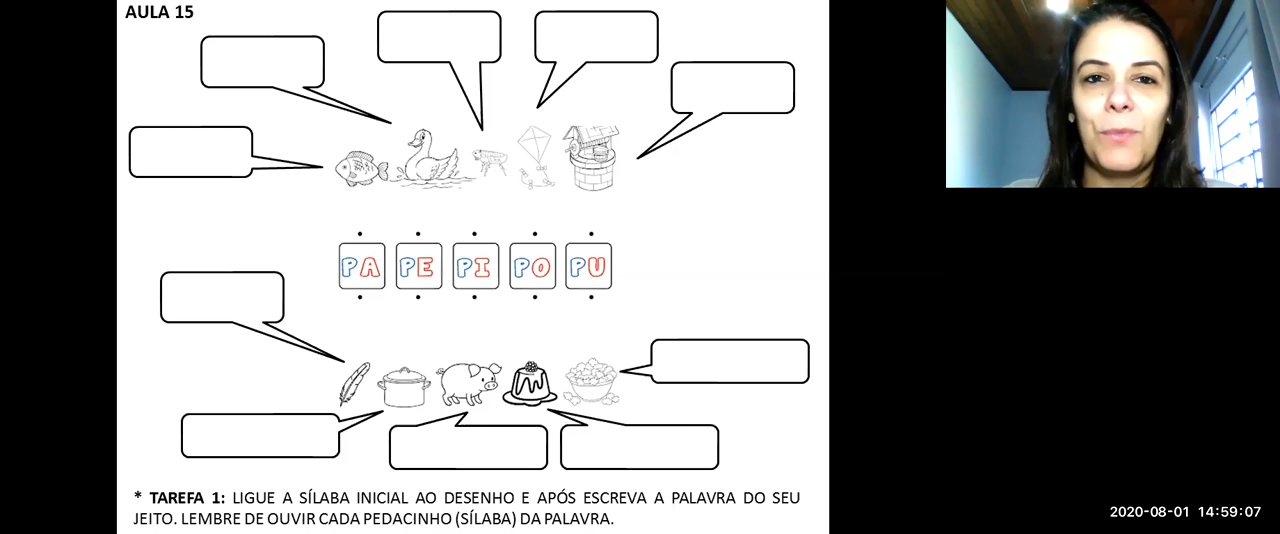 AULA 15
PA PE PI PO PU
* TAREFA 1: LIGUE A SÍLABA INICIAL AO DESENHO E APÓS ESCREVA A PALAVRA DO SEU
JEITO. LEMBRE DE OUVIR CADA PEDACINHO (SÍLABA) DA PALAVRA.
2020-08-01 14:59:07